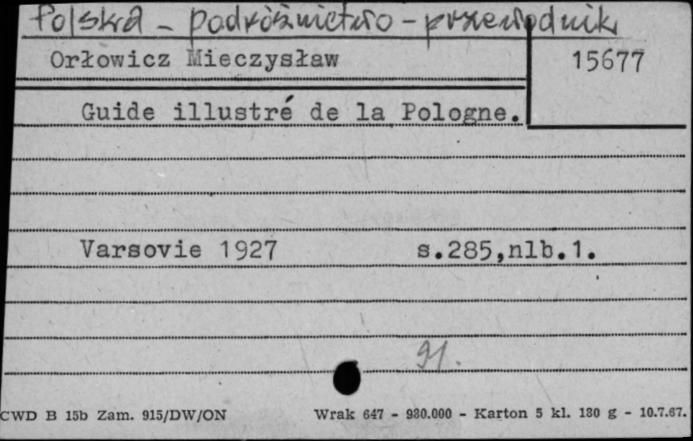 Polska - podróżnictwo - przewodnik
Orłowicz Mieczysław
15677
Guide illustré de la Pologne.
Varsovie 1927 s.285,nlb.1.
91.
CWD B 15b Zam. 915/DW/ON Wrak 647 - 930.000 - Karton 5 kl. 180 g - 10.7.67.